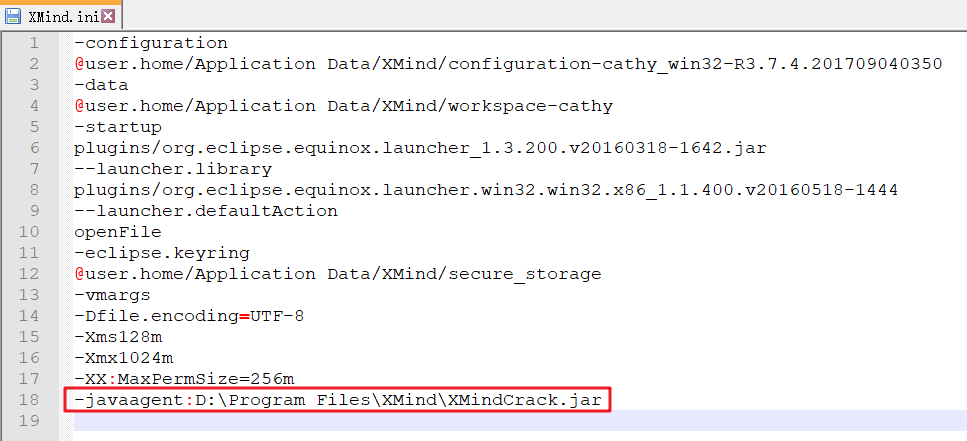 XMind.ini
1 -configuration
2 @user.home/Application Data/XMind/configuration-cathy_win32-R3.7.4.201709040350
3 -data
4 @user.home/Application Data/XMind/workspace-cathy
5 -startup
6 plugins/org.eclipse.equinox.launcher_1.3.200.v20160318-1642.jar
7 --launcher.library
8 plugins/org.eclipse.equinox.launcher.win32.win32.x86_1.1.400.v20160518-1444
9 --launcher.defaultAction
10 openFile
11 -eclipse.keyring
12 @user.home/Application Data/XMind/secure_storage
13 -vmargs
14 -Dfile.encoding=UTF-8
15 -Xms128m
16 -Xmx1024m
17 -XX:MaxPermSize=256m
18 -javaagent:D:\Program Files\XMind\XMindCrack.jar
19